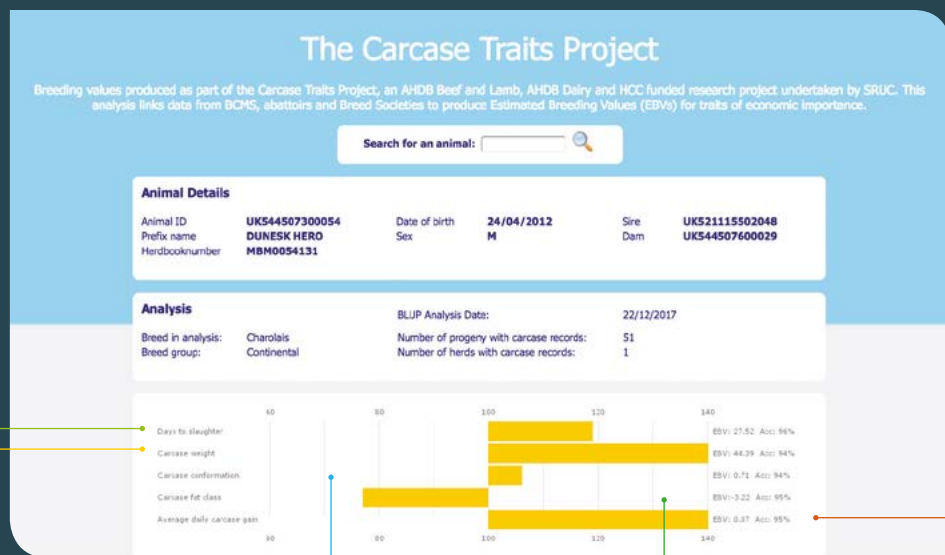 The Carcase Traits Project
Breeding values produced as part of the Carcase Traits Project, an AHDB Beef and Lamb, AHDB Dairy and HCC funded research project undertaken by SRUC. This
analysis links data from BCMS, abattoirs and Breed Societies to produce Estimated Breeding Values (EBVs) for traits of economic importance.
Search for an animal:
Animal Details
Animal ID UK544507300054 Date of birth 24/04/2012 Sire UK521115502048
Prefix name DUNESK HERO Sex M Dam UK544507600029
Herdbooknumber MBM0054131
Analysis BLUP Analysis Date: 22/12/2017
Breed in analysis: Charolais Number of progeny with carcase records: 51
Breed group: Continental Number of herds with carcase records: 1
60 80 100 120 140
Days to slaughter EBV: 27.52 Acc: 96%
Carcase weight EBV: 44.39 Acc: 94%
Carcase conformation EBV: 0.71 Acc: 94%
Carcase fat class EBV:-3.22 Acc: 95%
Average daily carcase gain EBV: 0.07 Acc: 95%
60 80 100 120 140